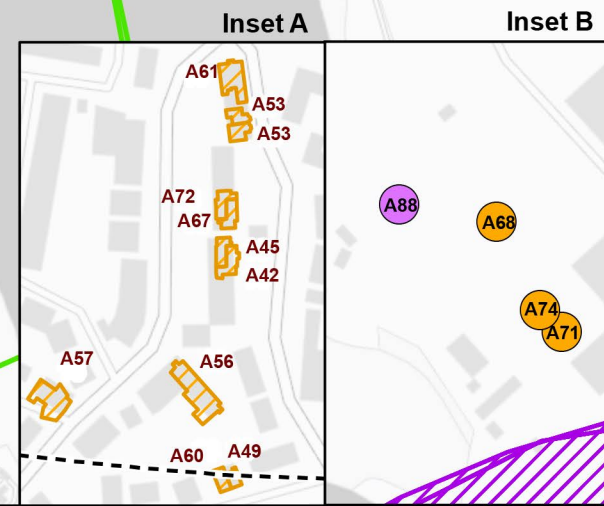 Inset A
Inset B
A61
A53
A53
A72
A67
A45
A42
A57
A56
A60
A49
A88
A68
A74
A71